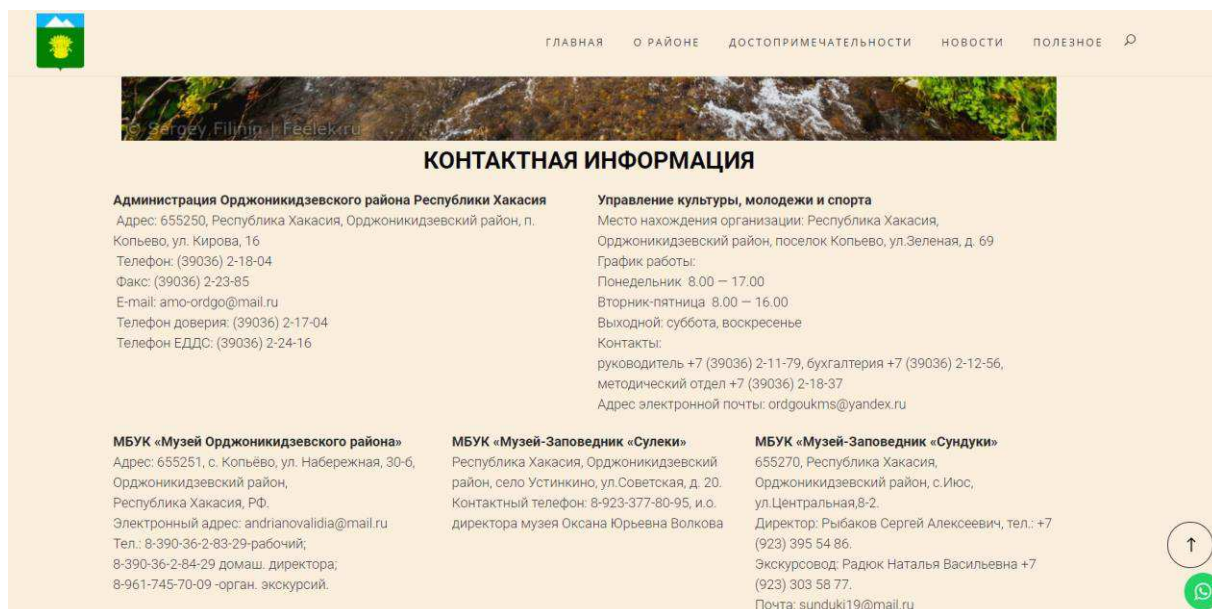 ГЛАВНАЯ О РАЙОНЕ ДОСТОПРИМЕЧАТЕЛЬНОСТИ НОВОСТИ ПОЛЕЗНОЕ
© Sergey Filinin | Feelek.ru
КОНТАКТНАЯ ИНФОРМАЦИЯ
Администрация Орджоникидзевского района Республики Хакасия
Адрес: 655250, Республика Хакасия, Орджоникидзевский район, п.
Копьево, ул. Кирова, 16
Телефон: (39036) 2-18-04
Факс: (39036) 2-23-85
E-mail: amo-ordgo@mail.ru
Телефон доверия: (39036) 2-17-04
Телефон ЕДДС: (39036) 2-24-16
Управление культуры, молодежи и спорта
Место нахождения организации: Республика Хакасия,
Орджоникидзевский район, поселок Копьево, ул.Зеленая, д. 69
График работы:
Понедельник 8.00 — 17.00
Вторник-пятница 8.00 — 16.00
Выходной: суббота, воскресенье
Контакты:
руководитель +7 (39036) 2-11-79, бухгалтерия +7 (39036) 2-12-56,
методический отдел +7 (39036) 2-18-37
Адрес электронной почты: ordgoukms@yandex.ru
МБУК «Музей Орджоникидзевского района»
Адрес: 655251, с. Копьёво, ул. Набережная, 30-б,
Орджоникидзевский район,
Республика Хакасия, РФ.
Электронный адрес: andrianovalidia@mail.ru
Тел.: 8-390-36-2-83-29-рабочий;
8-390-36-2-84-29 домаш. директора;
8-961-745-70-09 -орган. экскурсий.
МБУК «Музей-Заповедник «Сулеки»
Республика Хакасия, Орджоникидзевский
район, село Устинкино, ул.Советская, д. 20.
Контактный телефон: 8-923-377-80-95, и.о.
директора музея Оксана Юрьевна Волкова
МБУК «Музей-Заповедник «Сундуки»
655270, Республика Хакасия,
Орджоникидзевский район, с.Июс,
ул.Центральная,8-2.
Директор: Рыбаков Сергей Алексеевич, тел.: +7
(923) 395 54 86.
Экскурсовод: Радюк Наталья Васильевна +7
(923) 303 58 77.
Почта: sunduki19@mail.ru